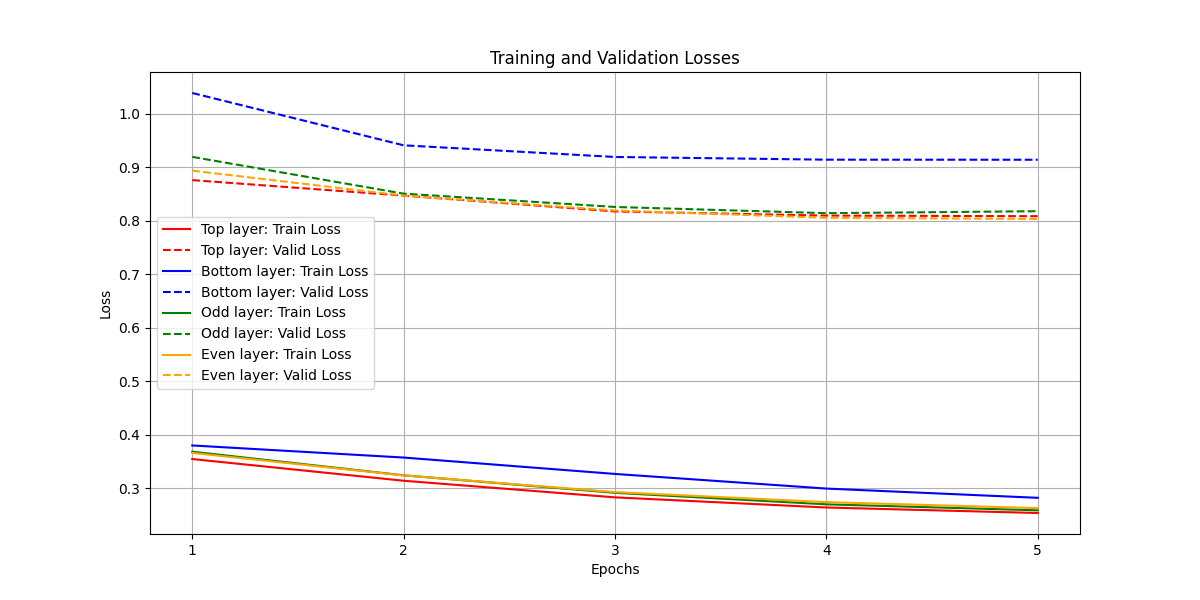 Training and Validation Losses
Loss
1.0
0.9
0.8
0.7
0.6
0.5
0.4
0.3
Top layer: Train Loss
Top layer: Valid Loss
Bottom layer: Train Loss
Bottom layer: Valid Loss
Odd layer: Train Loss
Odd layer: Valid Loss
Even layer: Train Loss
Even layer: Valid Loss
1 2 3 4 5
Epochs